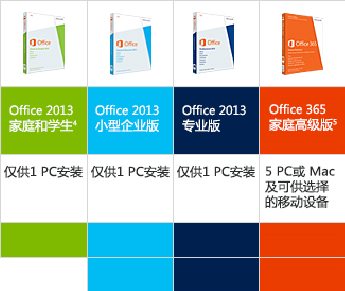 Office
Office
Office
Office 365
Office 2013
家庭和学生4
Office 2013
小型企业版
Office 2013
专业版
Office 365
家庭高级版5
仅供1 PC安装
仅供1 PC安装
仅供1 PC安装
5 PC或 Mac
及可供选择
的移动设备